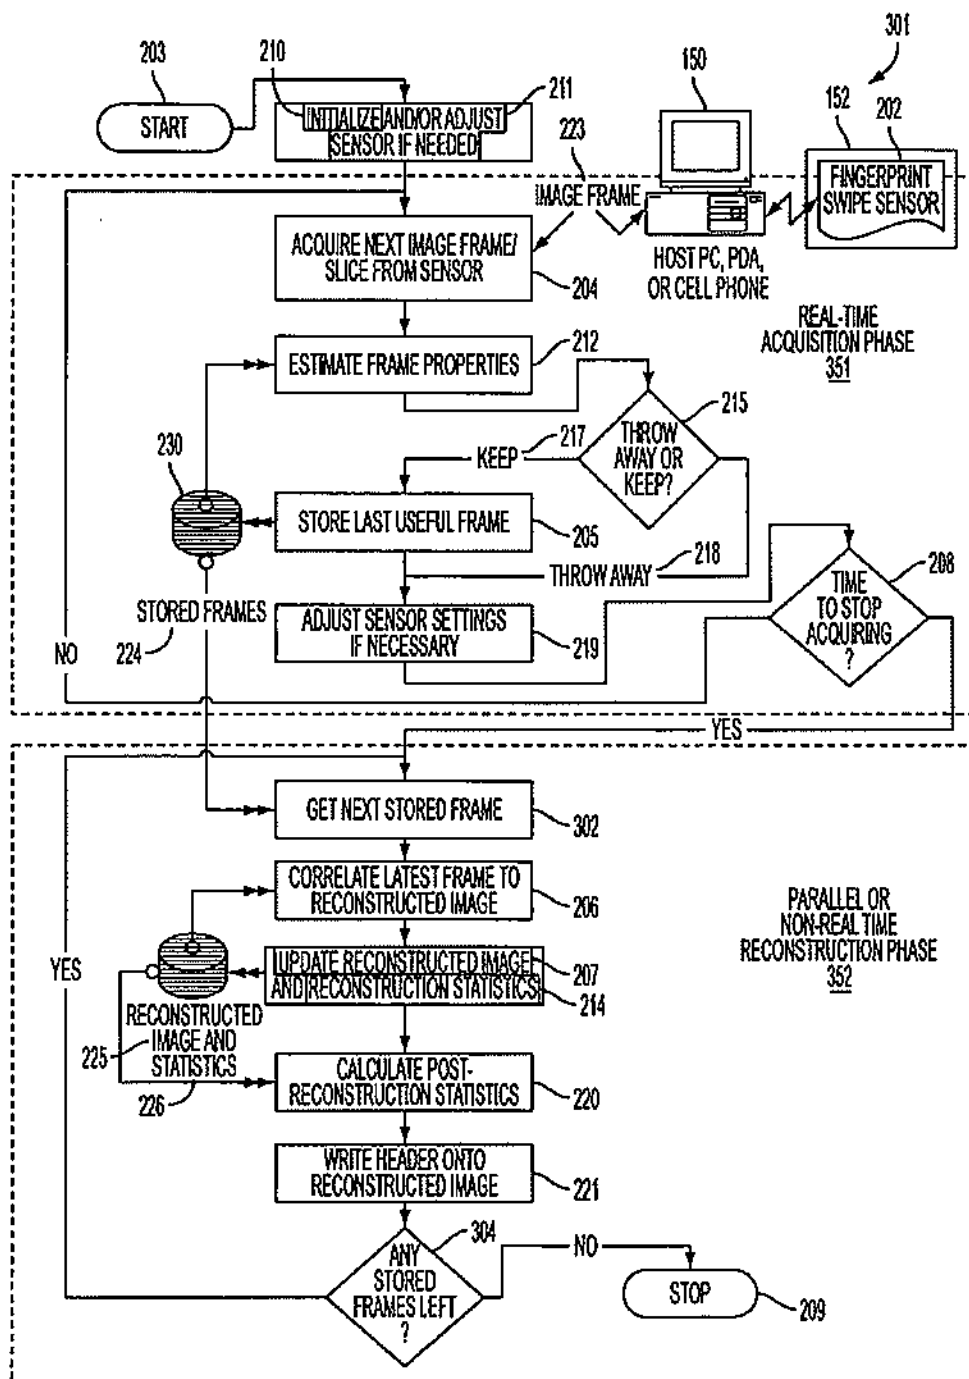 301
203
START
210
211
INITIALIZE AND/OR ADJUST
SENSOR IF NEEDED
150
152
202
FINGERPRINT
SWIPE SENSOR
223
IMAGE FRAME
HOST PC, PDA,
OR CELL PHONE
ACQUIRE NEXT IMAGE FRAME/
SLICE FROM SENSOR
204
REAL-TIME
ACQUISITION PHASE
351
ESTIMATE FRAME PROPERTIES
212
215
THROW
AWAY OR
KEEP?
217
KEEP
230
STORE LAST USEFUL FRAME
205
218
THROW AWAY
208
TIME
TO STOP
ACQUIRING
?
STORED FRAMES
224
ADJUST SENSOR SETTINGS
IF NECESSARY
219
NO
YES
GET NEXT STORED FRAME
302
CORRELATE LATEST FRAME TO
RECONSTRUCTED IMAGE
206
PARALLEL OR
NON-REAL TIME
RECONSTRUCTION PHASE
352
YES
UPDATE RECONSTRUCTED IMAGE
AND RECONSTRUCTION STATISTICS
207
214
RECONSTRUCTED
IMAGE AND
STATISTICS
225
226
CALCULATE POST-
RECONSTRUCTION STATISTICS
220
WRITE HEADER ONTO
RECONSTRUCTED IMAGE
221
304
ANY
STORED
FRAMES LEFT
?
NO
STOP
209